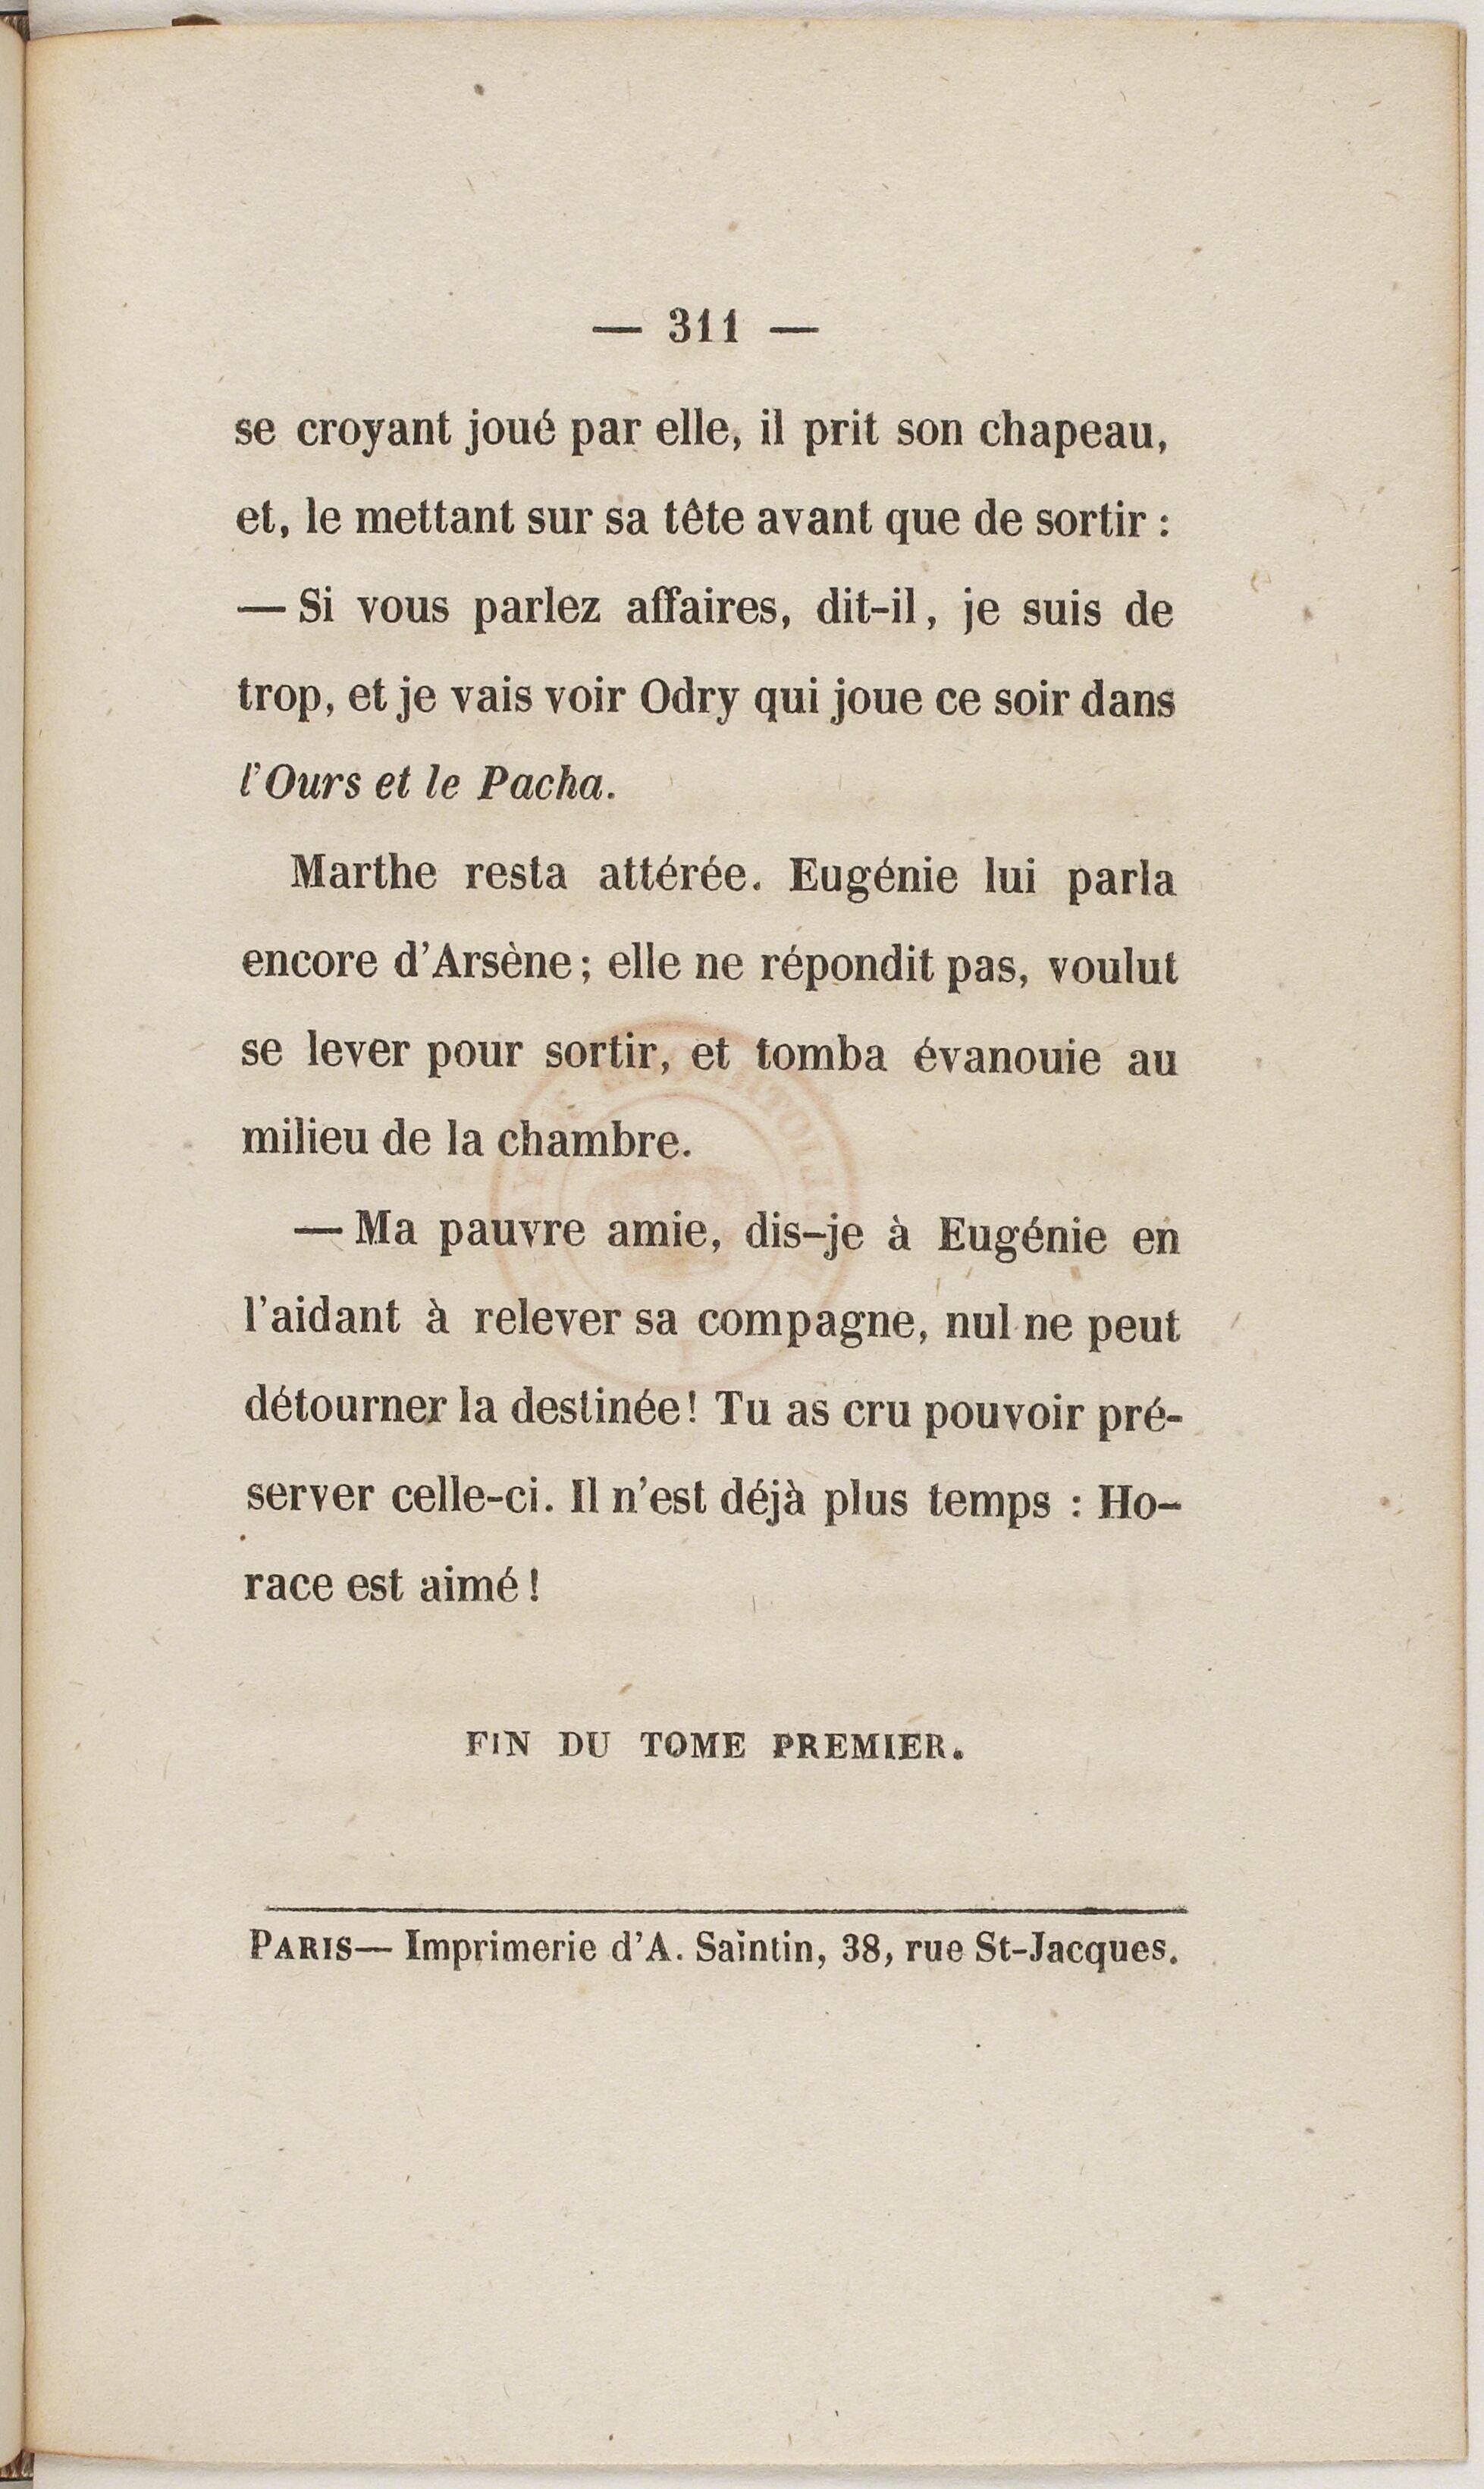 — 311 —
se croyant joué par elle, il prit son chapeau,
et, le mettant sur sa tête avant que de sortir :
— Si vous parlez affaires, dit-il, je suis de
trop, et je vais voir Odry qui joue ce soir dans
l'Ours et le Pacha.
Marthe resta attérée. Eugénie lui parla
encore d'Arsène ; elle ne répondit pas, voulut
se lever pour sortir, et tomba évanouie au
milieu de la chambre.
— Ma pauvre amie, dis-je à Eugénie en
l'aidant à relever sa compagne, nul ne peut
détourner la destinée! Tu as cru pouvoir pré-
server celle-ci. Il n'est déjà plus temps : Ho-
race est aimé !
FIN DU TOME PREMIER.
PARIS— Imprimerie d'A. Saintin, 38, rue St-Jacques.